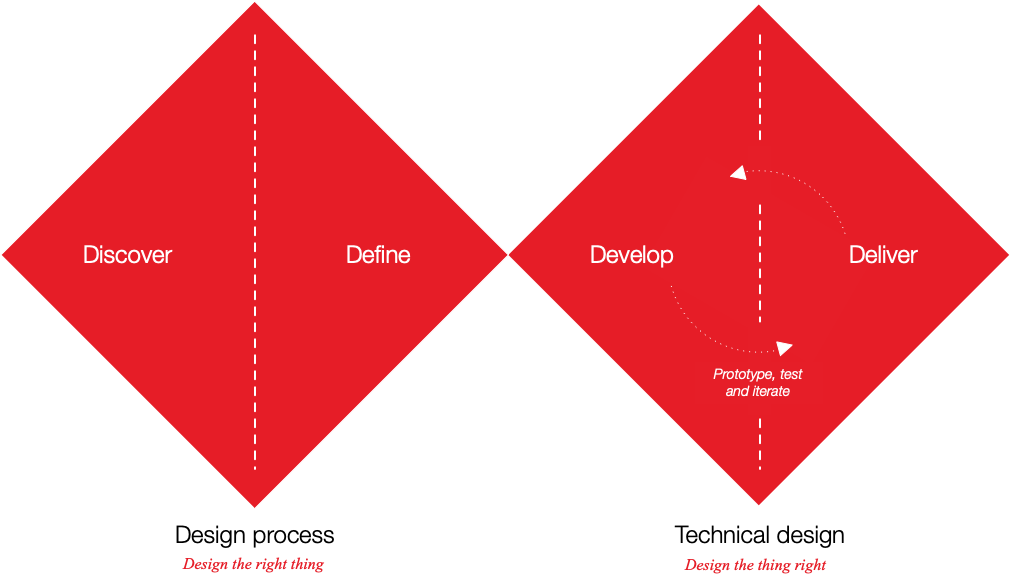 Discover
Define
Develop
Deliver
Prototype, test
and iterate
Design process
Design the right thing
Technical design
Design the thing right